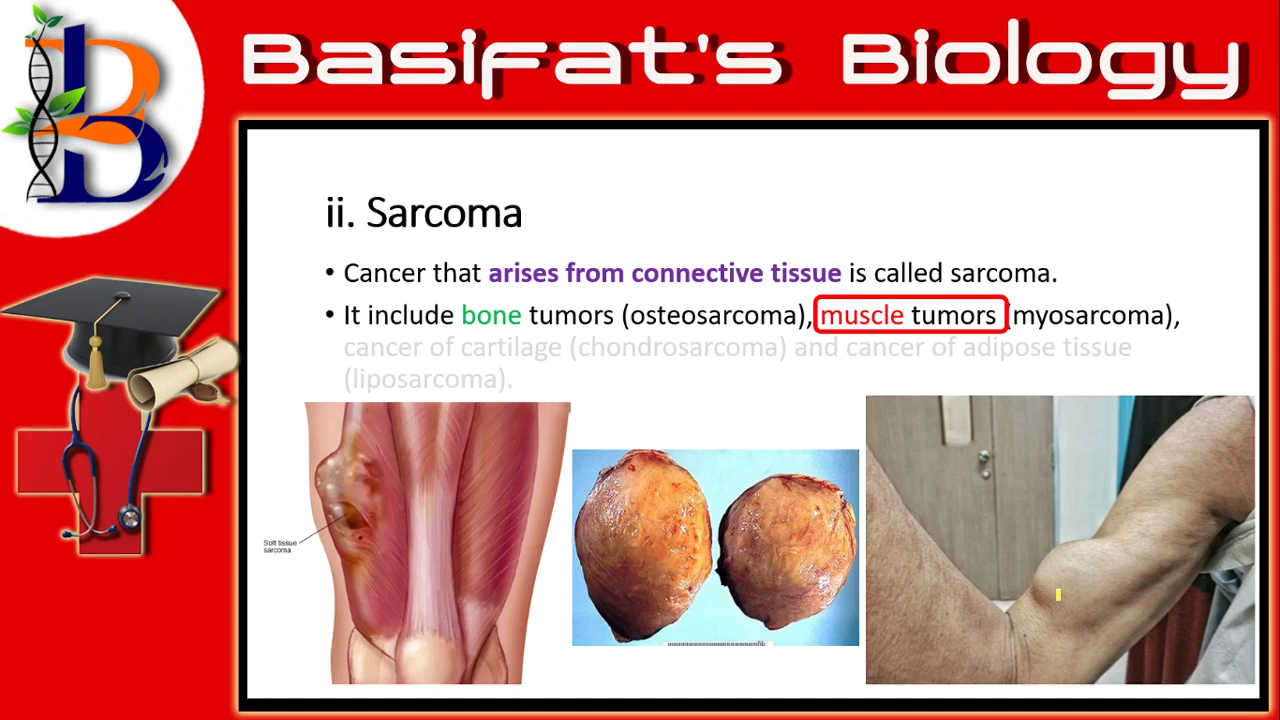 Basifat's Biology
ii. Sarcoma
• Cancer that arises from connective tissue is called sarcoma.
• It include bone tumors (osteosarcoma), muscle tumors (myosarcoma),
cancer of cartilage (chondrosarcoma) and cancer of adipose tissue
(liposarcoma).
Soft tissue
sarcoma